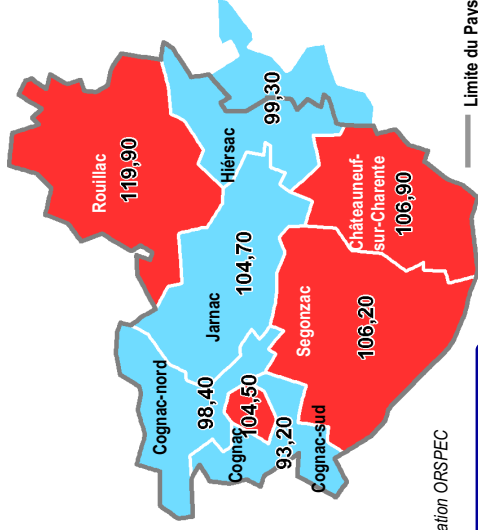 Rouillac
119,90
Hiérsac
99,30
Jarnac
104,70
Cognac-nord
98,40
Cognac
104,50
93,20
Cognac-sud
Segonzac
106,20
Châteauneuf-
sur-Charente
106,90
Limite du Pays
ation ORSPEC